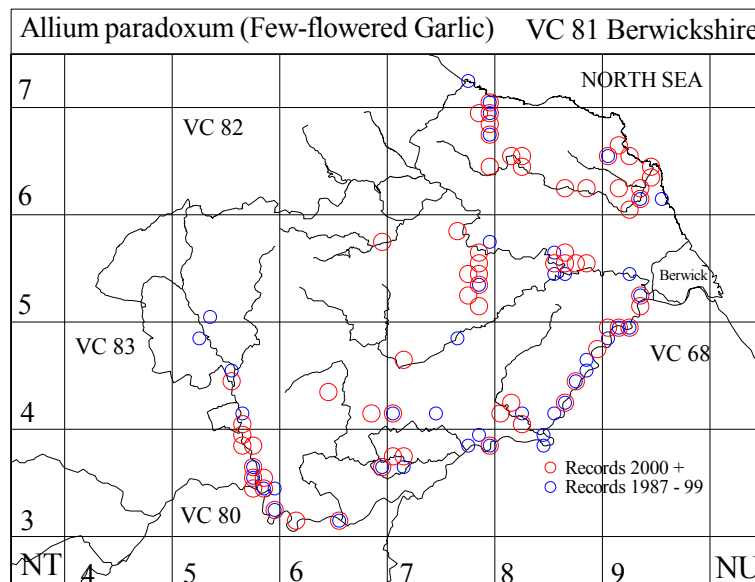 Allium paradoxum (Few-flowered Garlic) VC 81 Berwickshire
7
NORTH SEA
VC 82
6
Berwick
5
VC 83
VC 68
4
Records 2000 +
Records 1987 - 99
VC 80
3
NT 4 5 6 7 8 9 NU